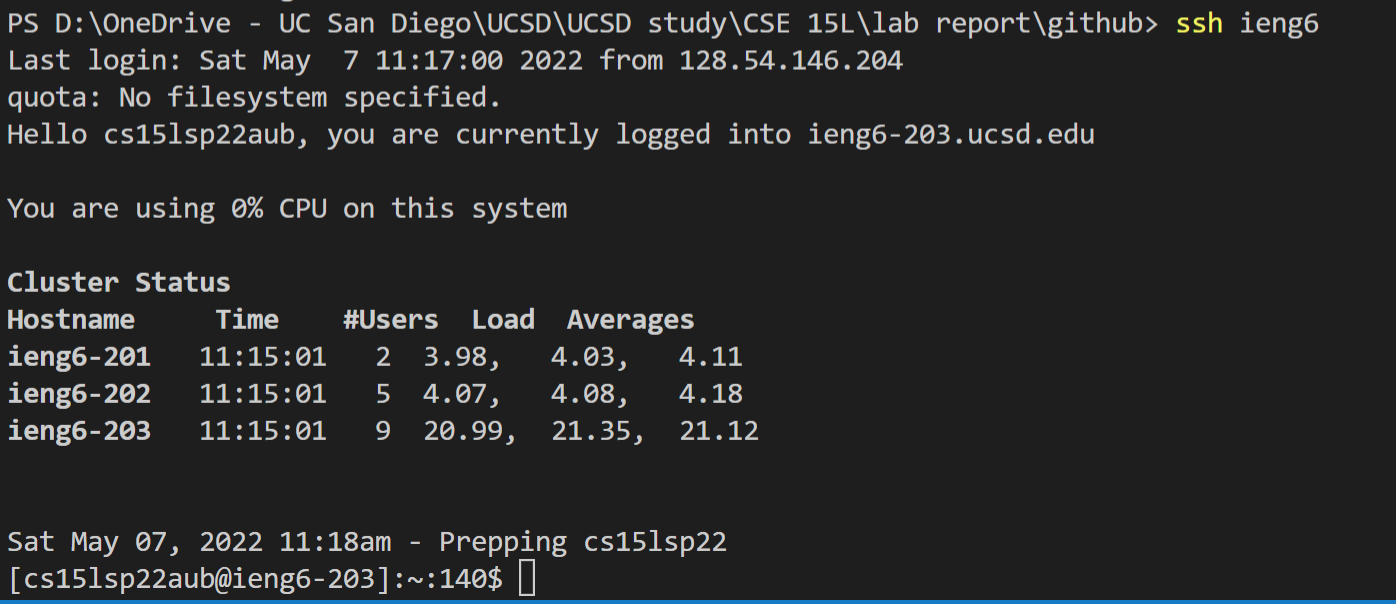 PS D:\OneDrive - UC San Diego\UCSD\UCSD study\CSE 15L\lab report\github> ssh ieng6
Last login: Sat May  7 11:17:00 2022 from 128.54.146.204
quota: No filesystem specified.
Hello cs15lsp22aub, you are currently logged into ieng6-203.ucsd.edu
You are using 0% CPU on this system
Cluster Status
Hostname     Time    #Users  Load  Averages
ieng6-201   11:15:01   2  3.98,   4.03,   4.11
ieng6-202   11:15:01   5  4.07,   4.08,   4.18
ieng6-203   11:15:01   9  20.99,  21.35,  21.12
Sat May 07, 2022 11:18am - Prepping cs15lsp22
[cs15lsp22aub@ieng6-203]:~:140$